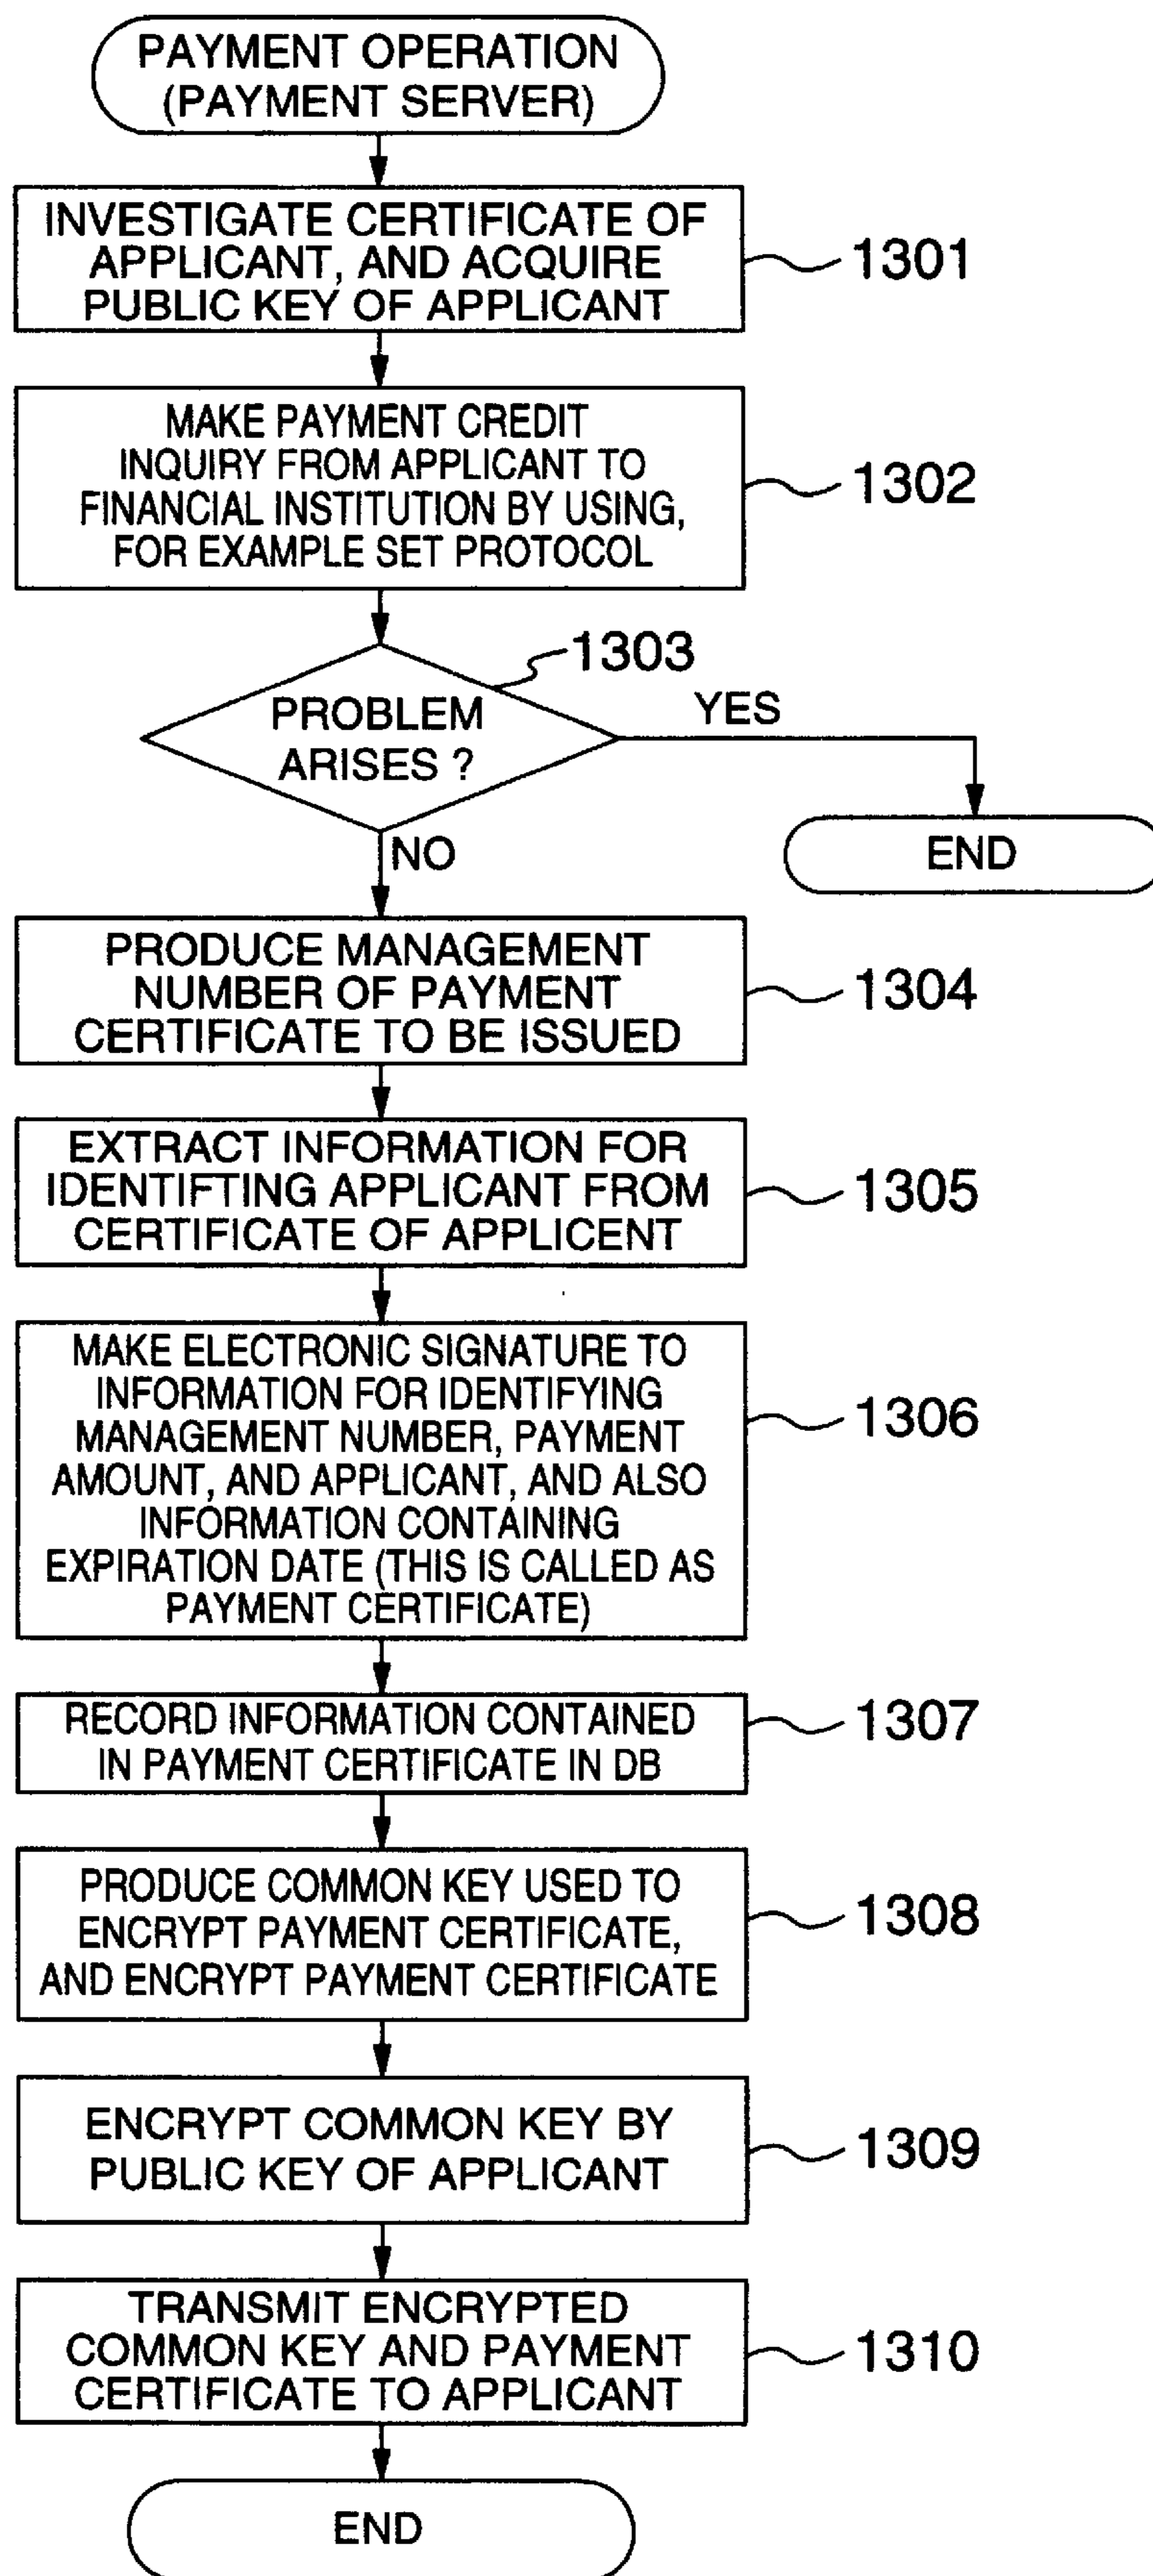 PAYMENT OPERATION
(PAYMENT SERVER)
INVESTIGATE CERTIFICATE OF
APPLICANT, AND ACQUIRE
PUBLIC KEY OF APPLICANT
1301
MAKE PAYMENT CREDIT
INQUIRY FROM APPLICANT TO
FINANCIAL INSTITUTION BY USING,
FOR EXAMPLE SET PROTOCOL
1302
1303
PROBLEM
ARISES ?
YES
END
NO
PRODUCE MANAGEMENT
NUMBER OF PAYMENT
CERTIFICATE TO BE ISSUED
1304
EXTRACT INFORMATION FOR
IDENTIFTING APPLICANT FROM
CERTIFICATE OF APPLICENT
1305
MAKE ELECTRONIC SIGNATURE TO
INFORMATION FOR IDENTIFYING
MANAGEMENT NUMBER, PAYMENT
AMOUNT, AND APPLICANT, AND ALSO
INFORMATION CONTAINING
EXPIRATION DATE (THIS IS CALLED AS
PAYMENT CERTIFICATE)
1306
RECORD INFORMATION CONTAINED
IN PAYMENT CERTIFICATE IN DB
1307
PRODUCE COMMON KEY USED TO
ENCRYPT PAYMENT CERTIFICATE,
AND ENCRYPT PAYMENT CERTIFICATE
1308
ENCRYPT COMMON KEY BY
PUBLIC KEY OF APPLICANT
1309
TRANSMIT ENCRYPTED
COMMON KEY AND PAYMENT
CERTIFICATE TO APPLICANT
1310
END